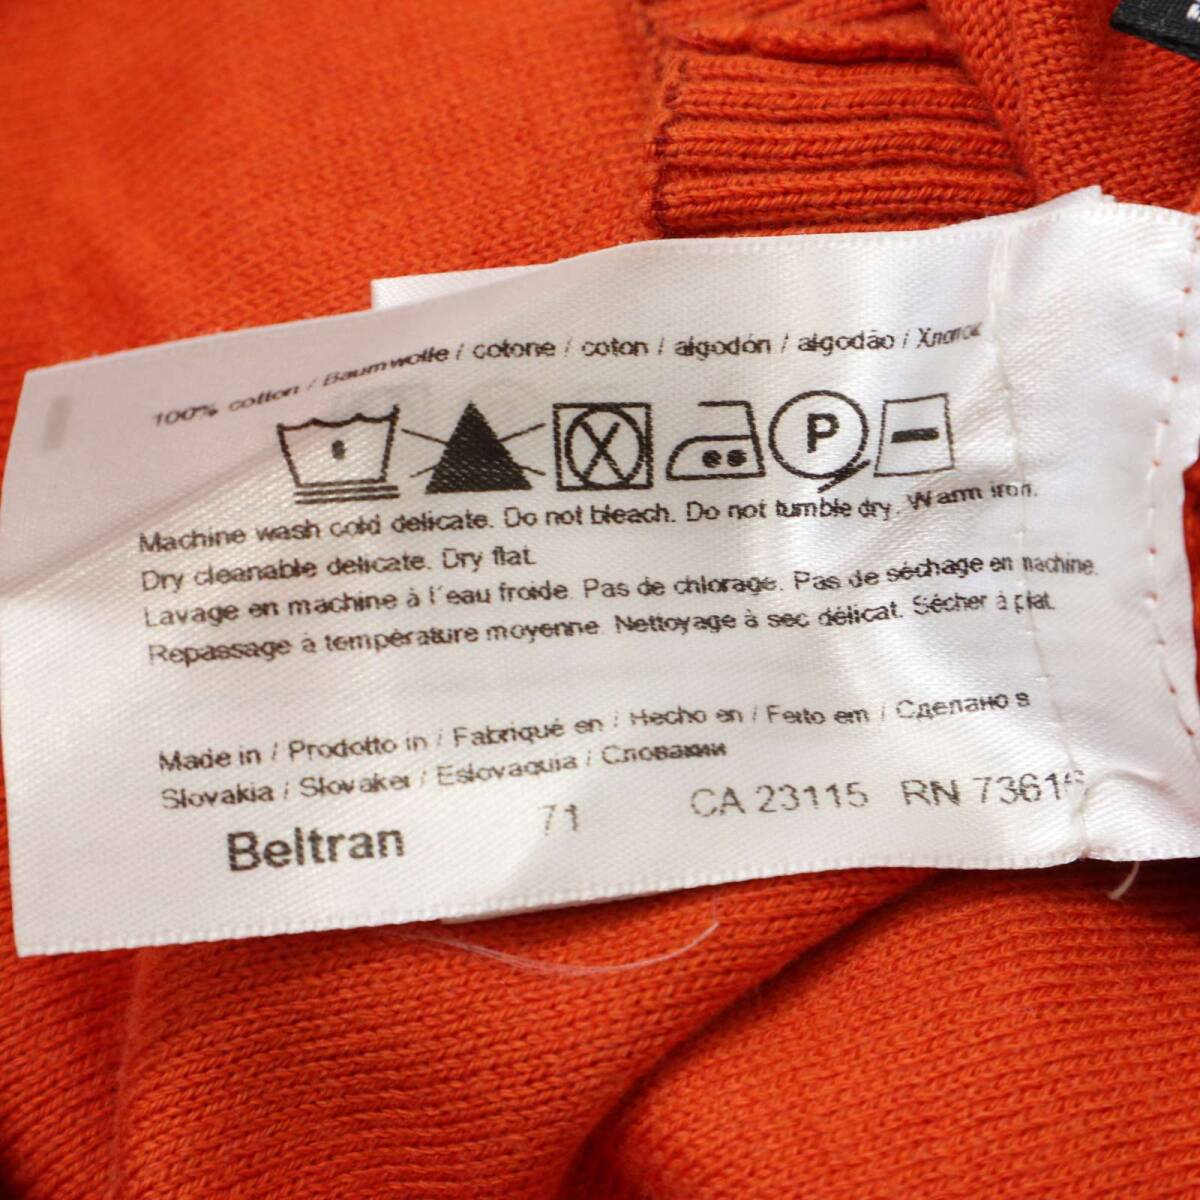 100% cotton / Baumwolle / cotone / coton / algodón / algodão / Хлопок
P
Machine wash cold delicate. Do not bleach. Do not tumble dry. Warm iron.
Dry cleanable delicate. Dry flat.
Lavage en machine à l'eau froide. Pas de chlorage. Pas de séchage en machine.
Repassage à température moyenne. Nettoyage à sec délicat. Sécher à plat.
Made in / Prodotto in / Fabriqué en / Hecho en / Feito em / Сделано в
Slovakia / Slovakei / Eslovaquia / Словакии
Beltran 71 CA 23115 RN